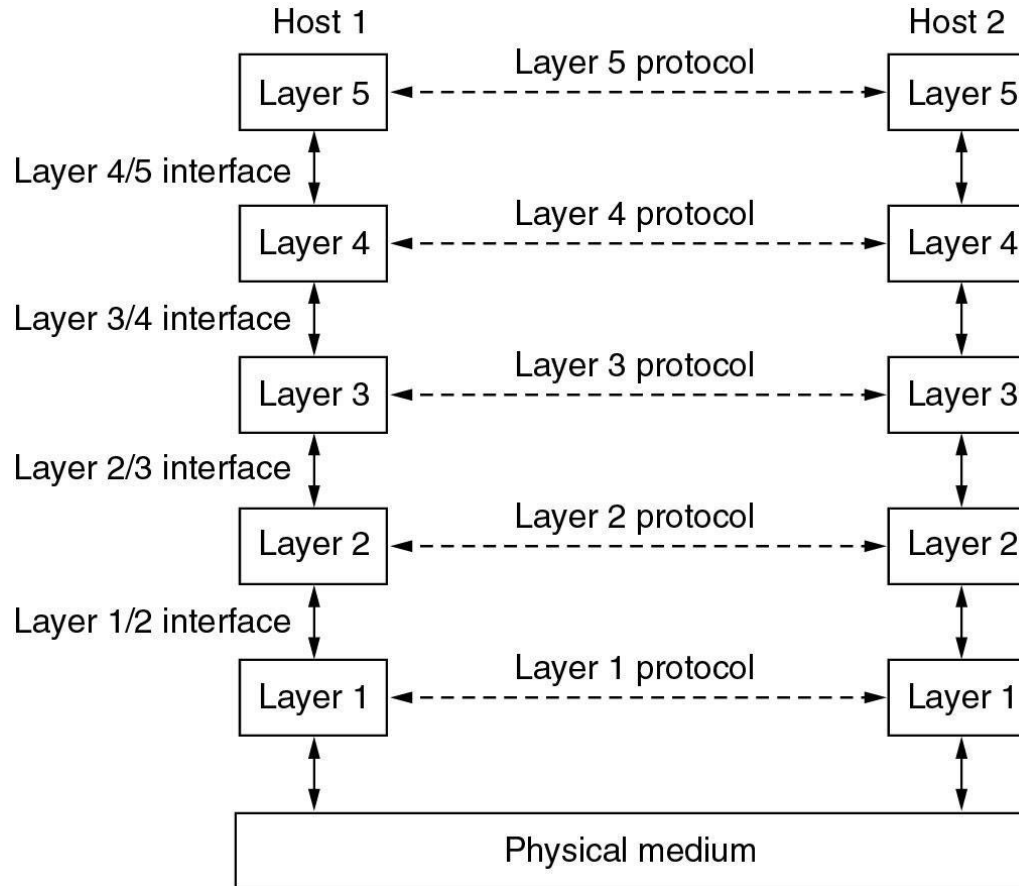 Host 1
Host 2
Layer 5
Layer 5 protocol
Layer 5
Layer 4/5 interface
Layer 4
Layer 4 protocol
Layer 4
Layer 3/4 interface
Layer 3
Layer 3 protocol
Layer 3
Layer 2/3 interface
Layer 2
Layer 2 protocol
Layer 2
Layer 1/2 interface
Layer 1
Layer 1 protocol
Layer 1
Physical medium